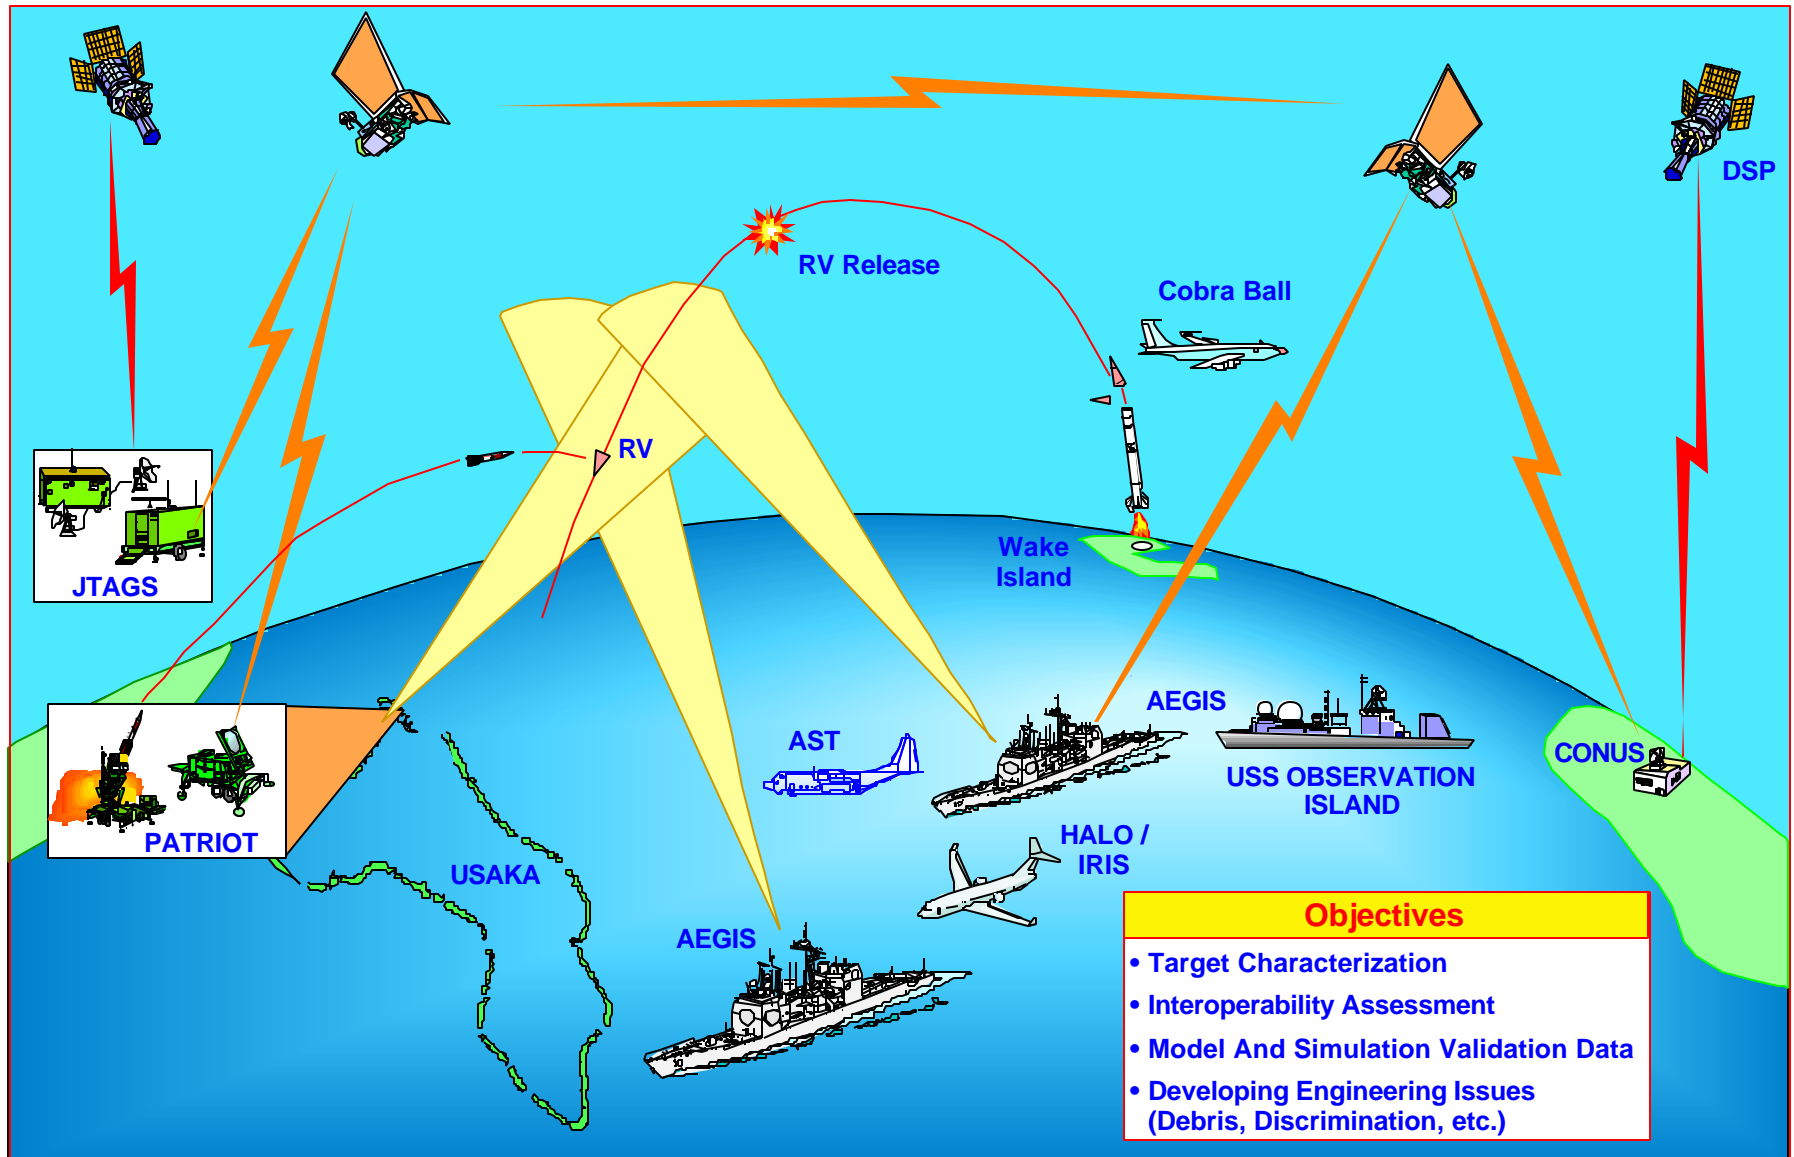 DSP
RV Release
Cobra Ball
RV
JTAGS
Wake
Island
AEGIS
AST
USS OBSERVATION
ISLAND
CONUS
PATRIOT
HALO /
IRIS
USAKA
AEGIS
Objectives
• Target Characterization
• Interoperability Assessment
• Model And Simulation Validation Data
• Developing Engineering Issues
(Debris, Discrimination, etc.)